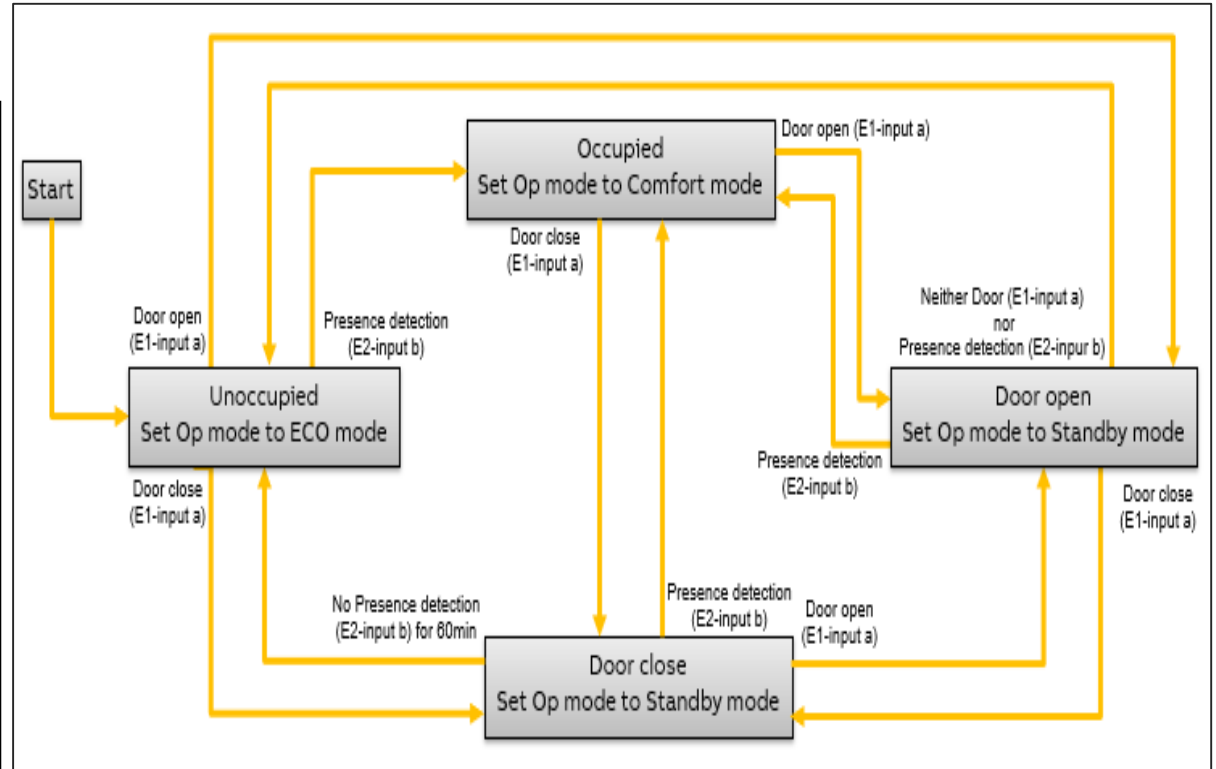 Start
Occupied
Set Op mode to Comfort mode
Door open (E1-input a)
Door close
(E1-input a)
Door open
(E1-input a)
Presence detection
(E2-input b)
Neither Door (E1-input a)
nor
Presence detection (E2-inpur b)
Unoccupied
Set Op mode to ECO mode
Door open
Set Op mode to Standby mode
Door close
(E1-input a)
Presence detection
(E2-input b)
Door close
(E1-input a)
No Presence detection
(E2-input b) for 60min
Presence detection
(E2-input b)
Door open
(E1-input a)
Door close
Set Op mode to Standby mode